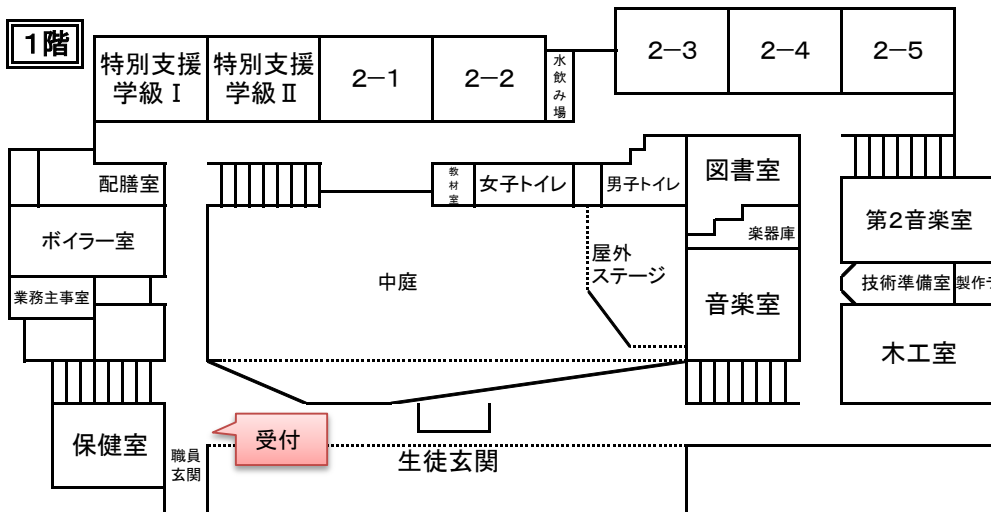 1階
特別支援
学級Ⅰ
特別支援
学級Ⅱ
2－1
2－2
水飲み場
2－3
2－4
2－5
配膳室
教材室
女子トイレ
男子トイレ
図書室
ボイラー室
楽器庫
第2音楽室
中庭
屋外
ステージ
業務主事室
音楽室
技術準備室
製作テ
木工室
保健室
職員
玄関
受付
生徒玄関